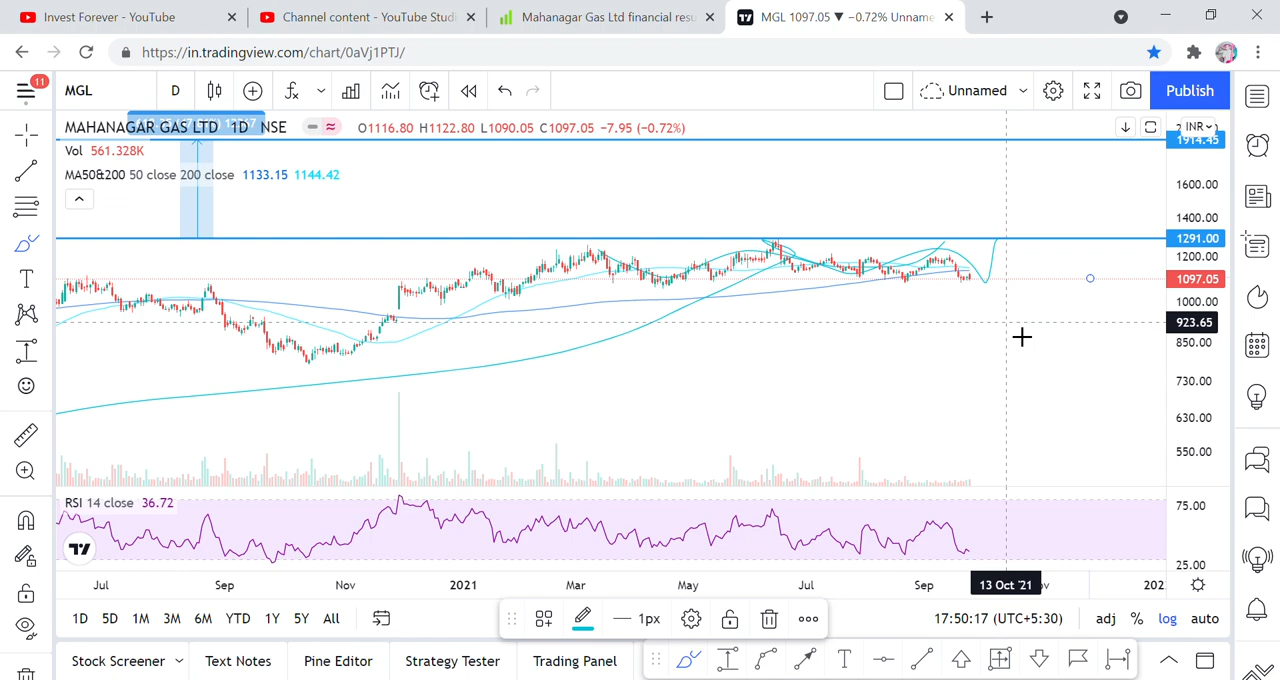 Invest Forever - YouTube
Channel content - YouTube Studi
Mahanagar Gas Ltd financial resu
MGL 1097.05 ▼ −0.72% Unname
https://in.tradingview.com/chart/0aVj1PTJ/
11
MGL
D
Unnamed
Publish
MAHANAGAR GAS LTD 1D NSE
O1116.80 H1122.80 L1090.05 C1097.05 −7.95 (−0.72%)
INR
1914.45
Vol 561.328K
MA50&200 50 close 200 close 1133.15 1144.42
1600.00
1400.00
1291.00
1200.00
1097.05
1000.00
923.65
850.00
730.00
630.00
550.00
RSI 14 close 36.72
75.00
25.00
Jul
Sep
Nov
2021
Mar
May
Jul
Sep
13 Oct '21
ov
202
1D 5D 1M 3M 6M YTD 1Y 5Y All
1px
17:50:17 (UTC+5:30)
adj % log auto
Stock Screener
Text Notes
Pine Editor
Strategy Tester
Trading Panel